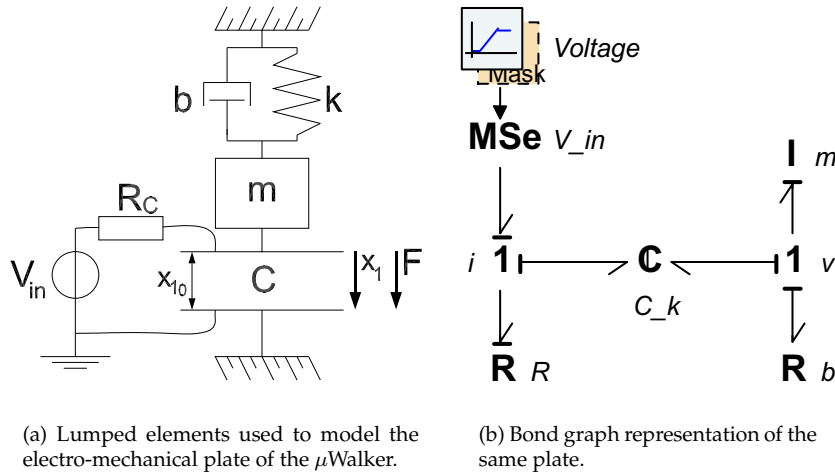 b
k
m
R_C
V_in
x_10
C
x_1
F
Mask
Voltage
MSe V_in
I m
i 1
C
1 v
C_k
R R
R b
(a) Lumped elements used to model the
electro-mechanical plate of the μWalker.
(b) Bond graph representation of the
same plate.